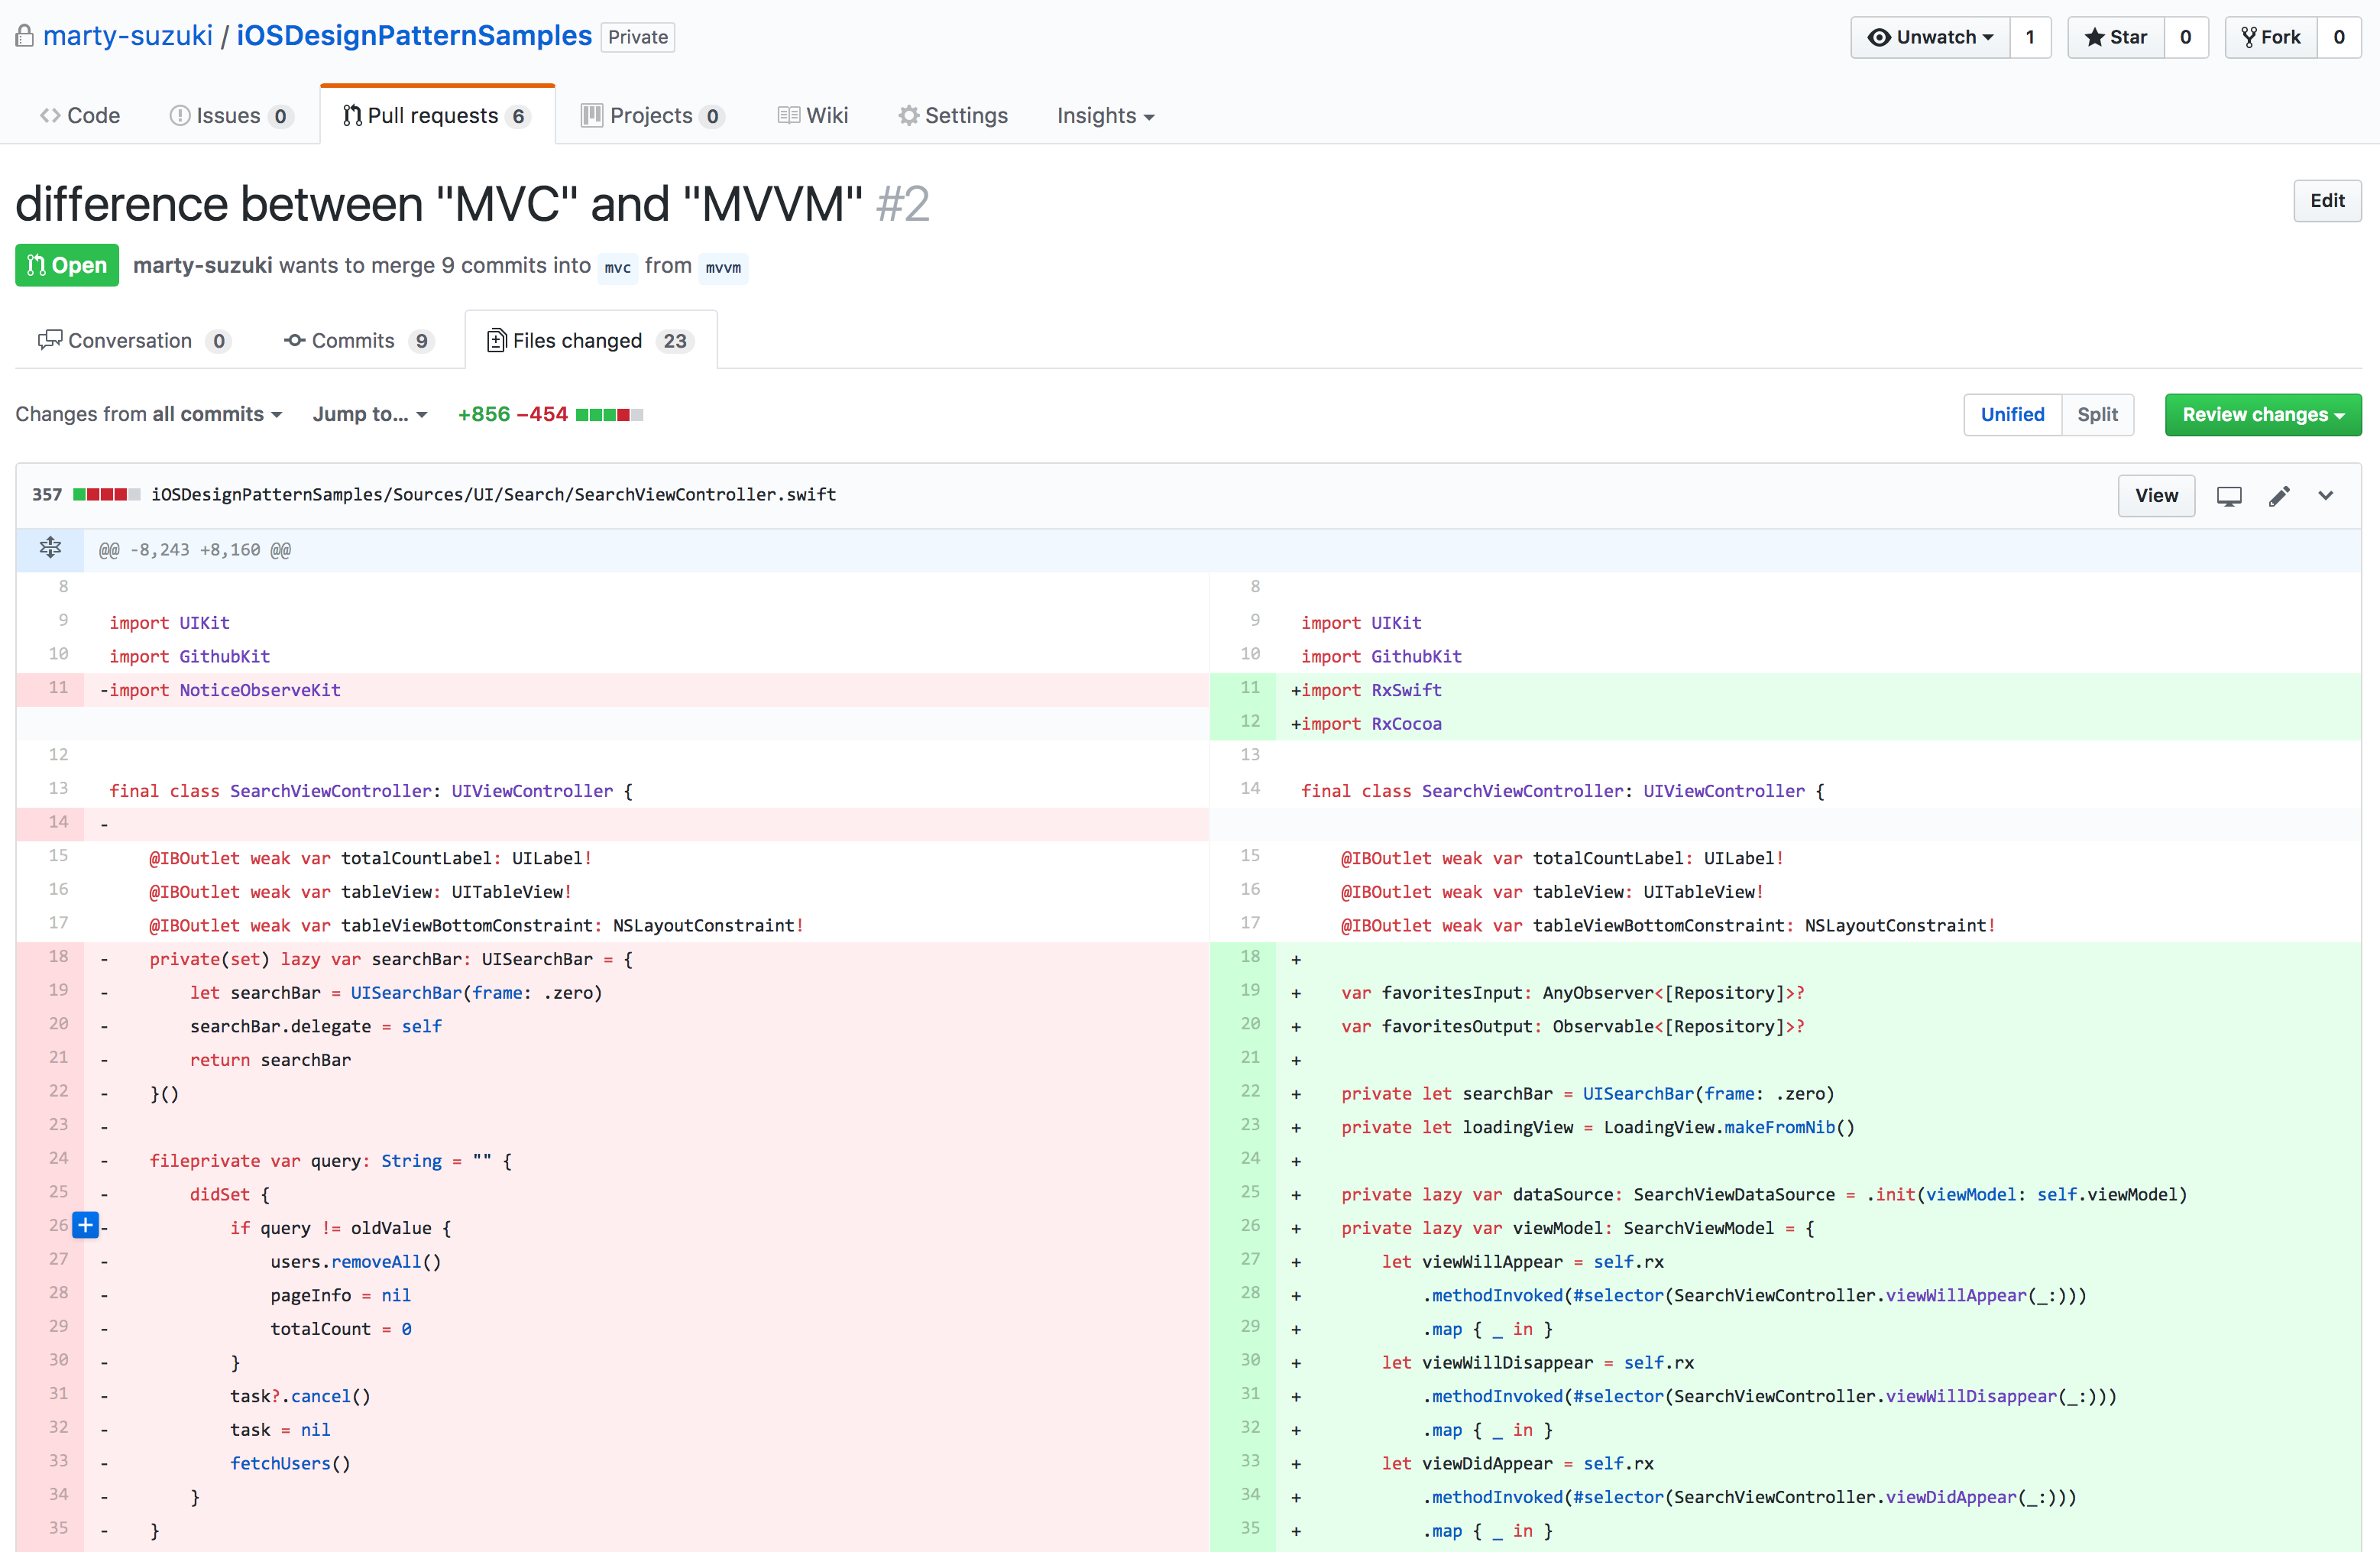 marty-suzuki / iOSDesignPatternSamples Private
Unwatch 1 Star 0 Fork 0
Code Issues 0 Pull requests 6 Projects 0 Wiki Settings Insights
difference between "MVC" and "MVVM" #2
Edit
Open marty-suzuki wants to merge 9 commits into mvc from mvvm
Conversation 0 Commits 9 Files changed 23
Changes from all commits Jump to... +856 −454
Unified Split Review changes
357 iOSDesignPatternSamples/Sources/UI/Search/SearchViewController.swift
View
@@ -8,243 +8,160 @@
8
9 import UIKit
10 import GithubKit
11 -import NoticeObserveKit
12
13 final class SearchViewController: UIViewController {
14 -
15 @IBOutlet weak var totalCountLabel: UILabel!
16 @IBOutlet weak var tableView: UITableView!
17 @IBOutlet weak var tableViewBottomConstraint: NSLayoutConstraint!
18 - private(set) lazy var searchBar: UISearchBar = {
19 - let searchBar = UISearchBar(frame: .zero)
20 - searchBar.delegate = self
21 - return searchBar
22 - }()
23 -
24 - fileprivate var query: String = "" {
25 - didSet {
26 - if query != oldValue {
27 - users.removeAll()
28 - pageInfo = nil
29 - totalCount = 0
30 - }
31 - task?.cancel()
32 - task = nil
33 - fetchUsers()
34 - }
35 - }
8
9 import UIKit
10 import GithubKit
11 +import RxSwift
12 +import RxCocoa
13
14 final class SearchViewController: UIViewController {
15 @IBOutlet weak var totalCountLabel: UILabel!
16 @IBOutlet weak var tableView: UITableView!
17 @IBOutlet weak var tableViewBottomConstraint: NSLayoutConstraint!
18 +
19 + var favoritesInput: AnyObserver<[Repository]>?
20 + var favoritesOutput: Observable<[Repository]>?
21 +
22 + private let searchBar = UISearchBar(frame: .zero)
23 + private let loadingView = LoadingView.makeFromNib()
24 +
25 + private lazy var dataSource: SearchViewDataSource = .init(viewModel: self.viewModel)
26 + private lazy var viewModel: SearchViewModel = {
27 + let viewWillAppear = self.rx
28 + .methodInvoked(#selector(SearchViewController.viewWillAppear(_:)))
29 + .map { _ in }
30 + let viewWillDisappear = self.rx
31 + .methodInvoked(#selector(SearchViewController.viewWillDisappear(_:)))
32 + .map { _ in }
33 + let viewDidAppear = self.rx
34 + .methodInvoked(#selector(SearchViewController.viewDidAppear(_:)))
35 + .map { _ in }